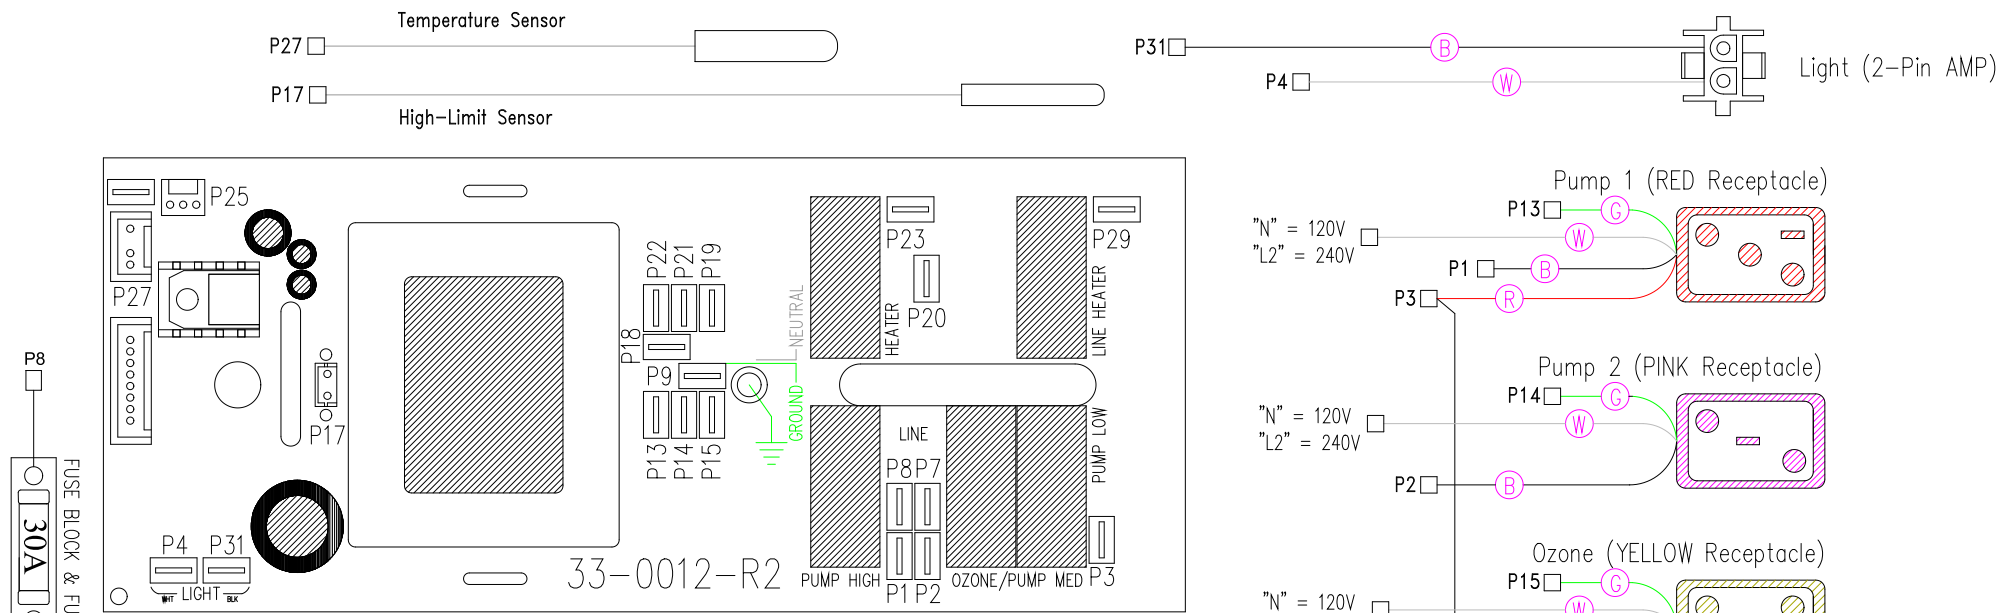 Temperature Sensor
P27
P17
High-Limit Sensor
P31
B
P4
W
Light (2-Pin AMP)
P25
P27
P22
P21
P19
P18
P9
P13
P14
P15
P17
NEUTRAL
GROUND
P23
P20
HEATER
P29
LINE HEATER
LINE
P8 P7
PUMP LOW
P1 P2
P3
PUMP HIGH
OZONE/PUMP MED
33-0012-R2
P4 P31
WHT LIGHT BLK
P8
FUSE BLOCK & FU
30A
Pump 1 (RED Receptacle)
P13
G
"N" = 120V
"L2" = 240V
W
P1
B
P3
R
Pump 2 (PINK Receptacle)
P14
G
"N" = 120V
"L2" = 240V
W
P2
B
Ozone (YELLOW Receptacle)
P15
G
"N" = 120V
W